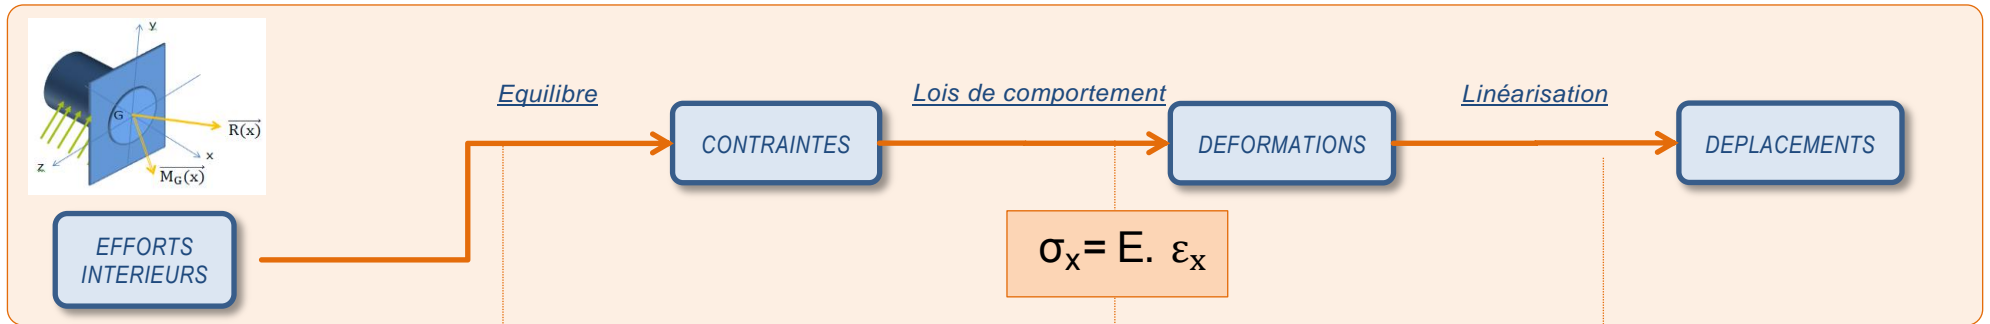 y
G
R(x)
x
z
M_G(x)
Equilibre
Lois de comportement
Linéarisation
CONTRAINTES
DEFORMATIONS
DEPLACEMENTS
EFFORTS
INTERIEURS
σₓ= E. εₓ